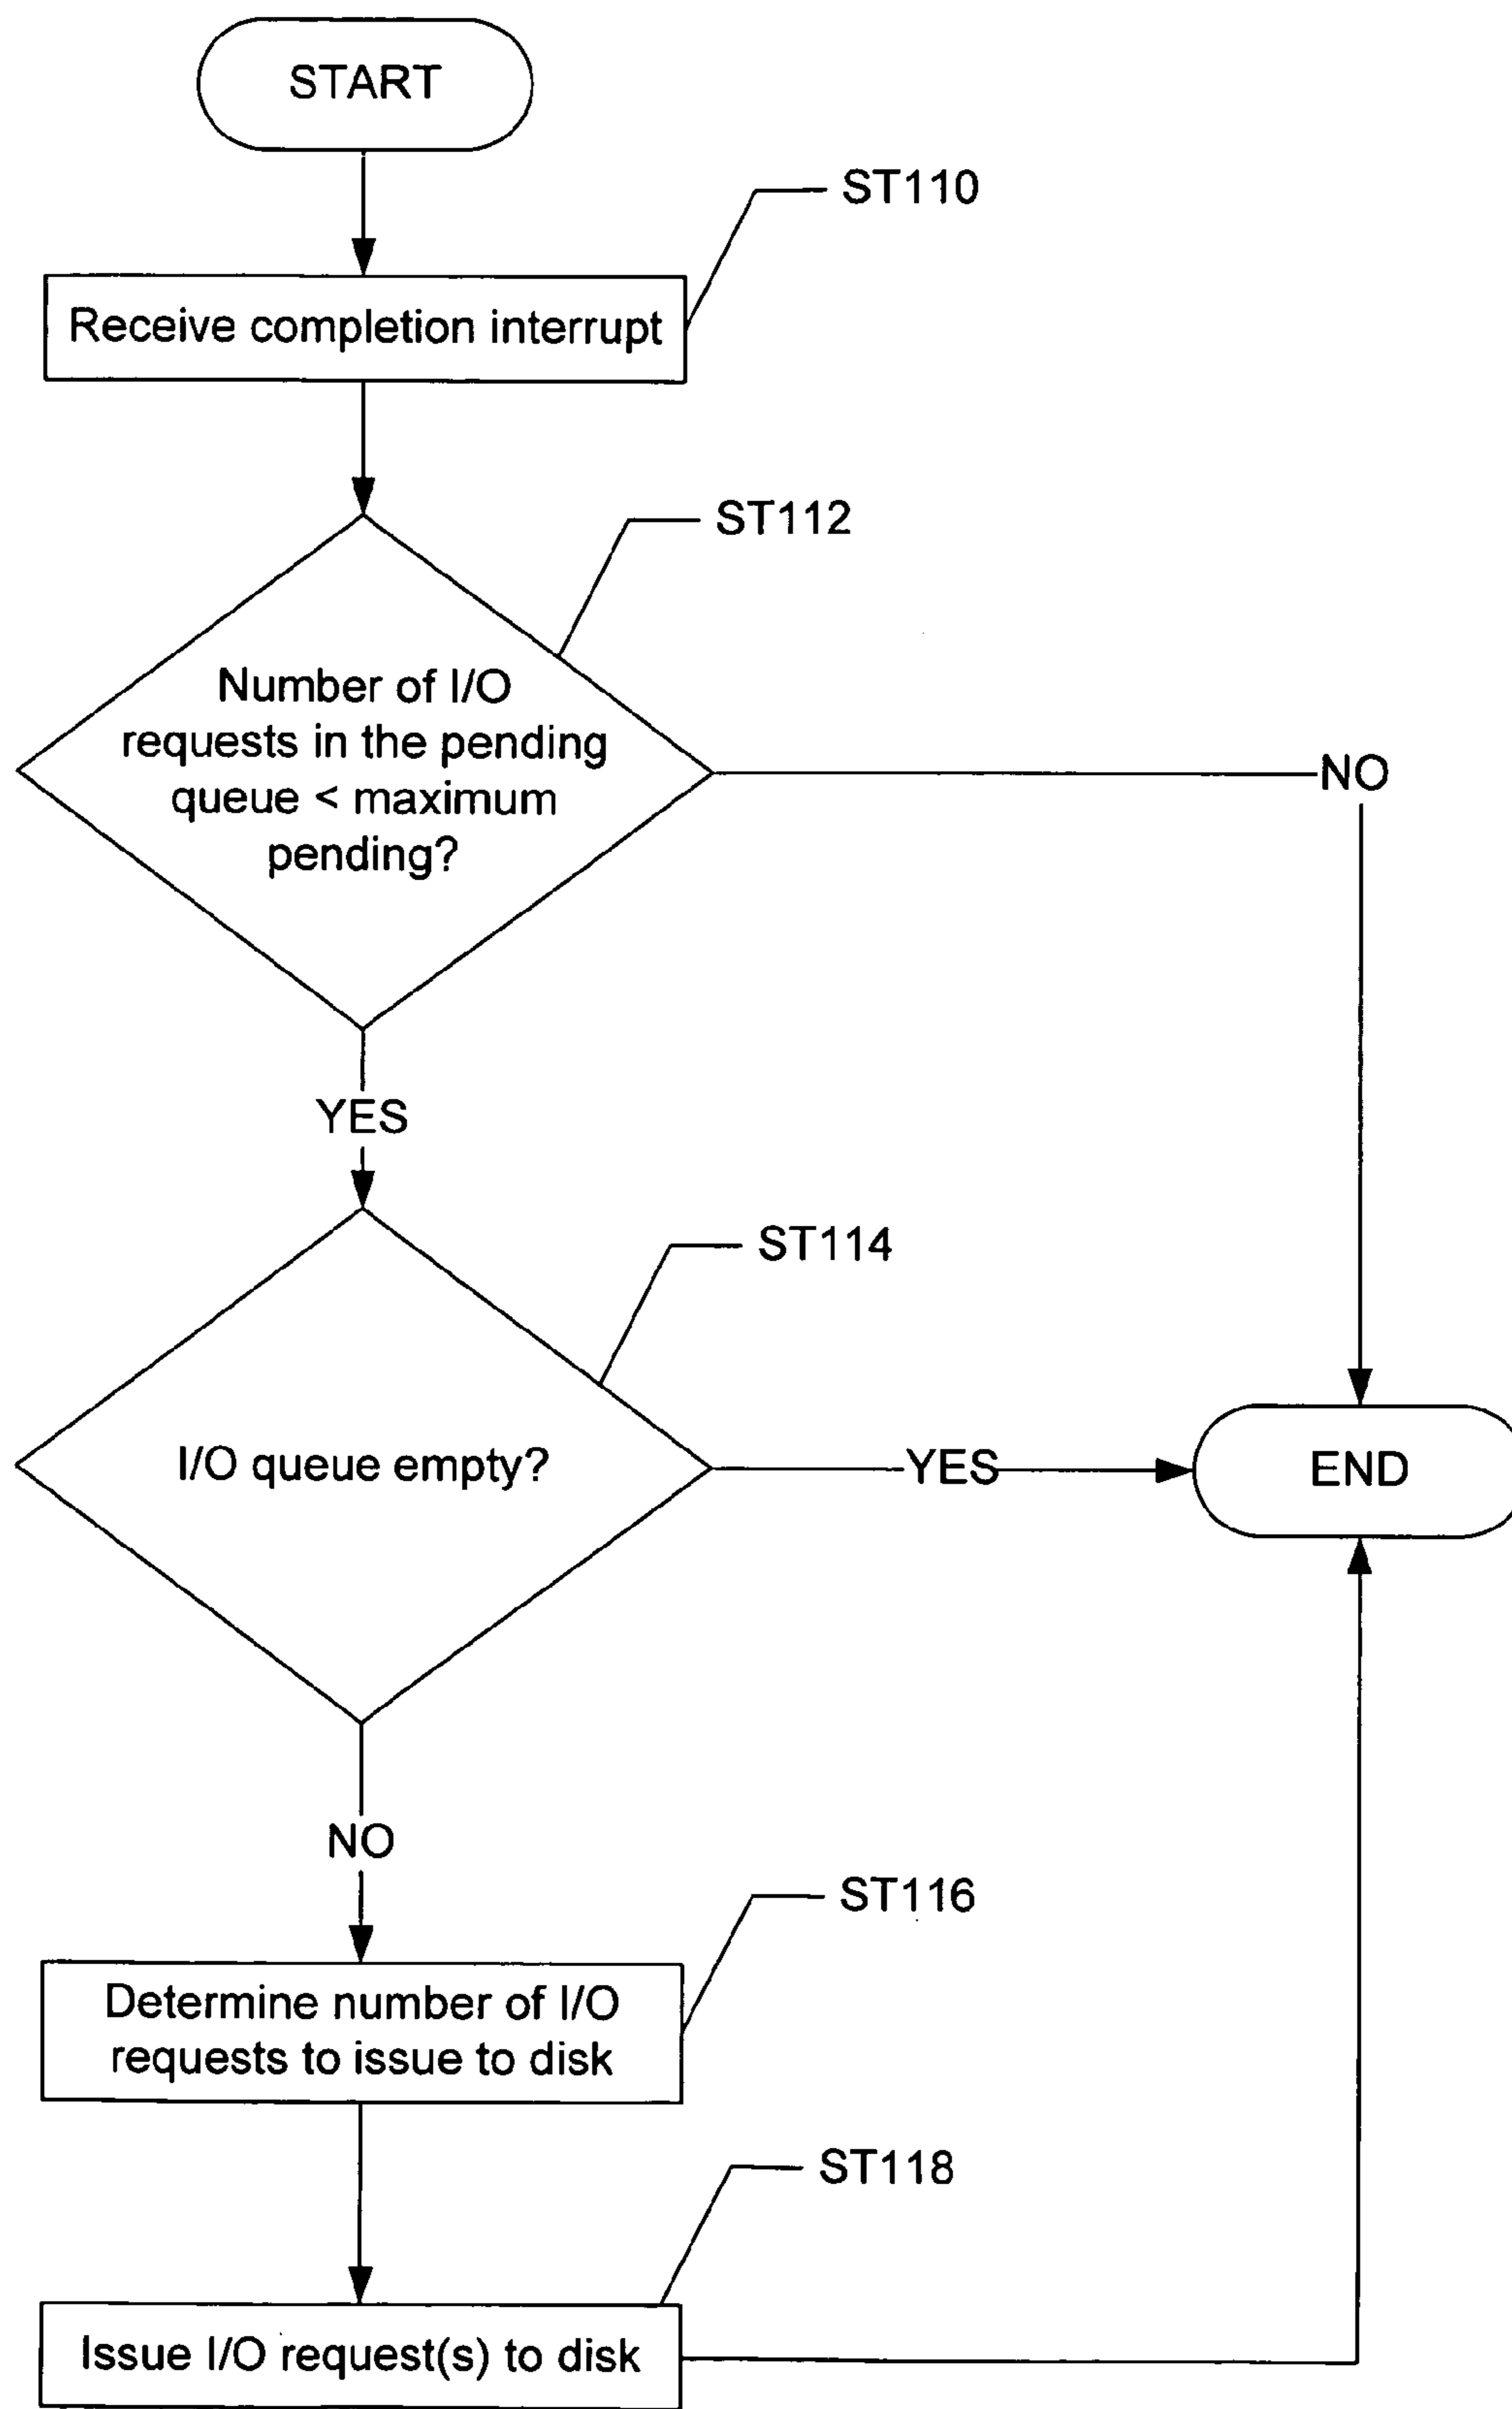 START
ST110
Receive completion interrupt
ST112
Number of I/O
requests in the pending
queue < maximum
pending?
NO
YES
ST114
I/O queue empty?
YES
END
NO
ST116
Determine number of I/O
requests to issue to disk
ST118
Issue I/O request(s) to disk